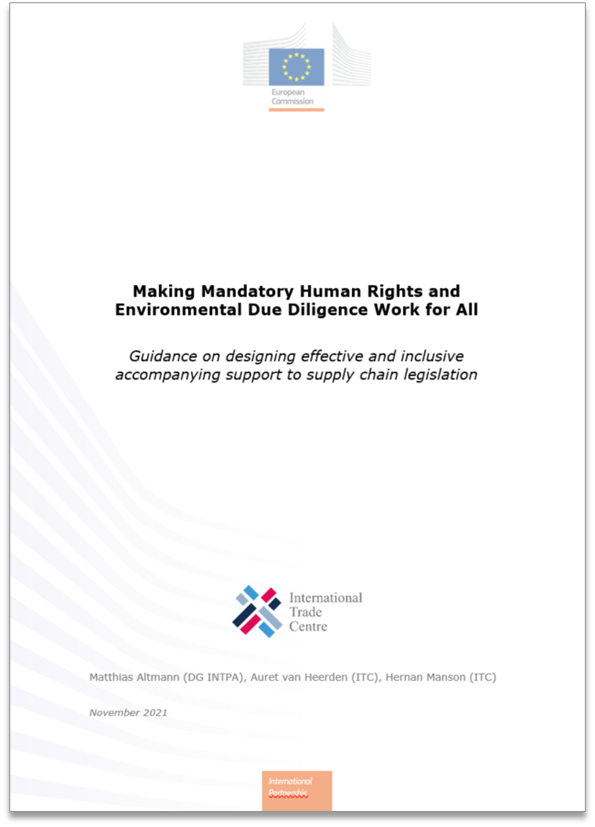 European
Commission
Making Mandatory Human Rights and
Environmental Due Diligence Work for All
Guidance on designing effective and inclusive
accompanying support to supply chain legislation
International
Trade
Centre
Matthias Altmann (DG INTPA), Auret van Heerden (ITC), Hernan Manson (ITC)
November 2021
International